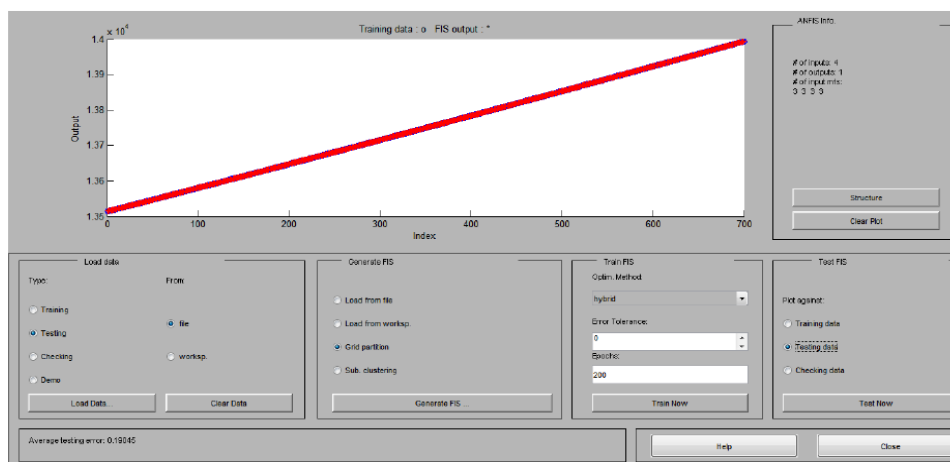 Training data : o FIS output : *
x 10⁴
1.4
1.39
1.38
1.37
1.36
1.35
Output
0 100 200 300 400 500 600 700
Index
ANFIS Info.
# of inputs: 4
# of outputs: 1
# of input mfs:
3 3 3 3
Structure
Clear Plot
Load data
Type:
From:
Training
Testing
Checking
Demo
file
worksp.
Load Data...
Clear Data
Generate FIS
Load from file
Load from worksp.
Grid partition
Sub. clustering
Generate FIS ...
Train FIS
Optim. Method:
hybrid
Error Tolerance:
0
Epochs:
200
Train Now
Test FIS
Plot against:
Training data
Testing data
Checking data
Test Now
Average testing error: 0.19045
Help
Close